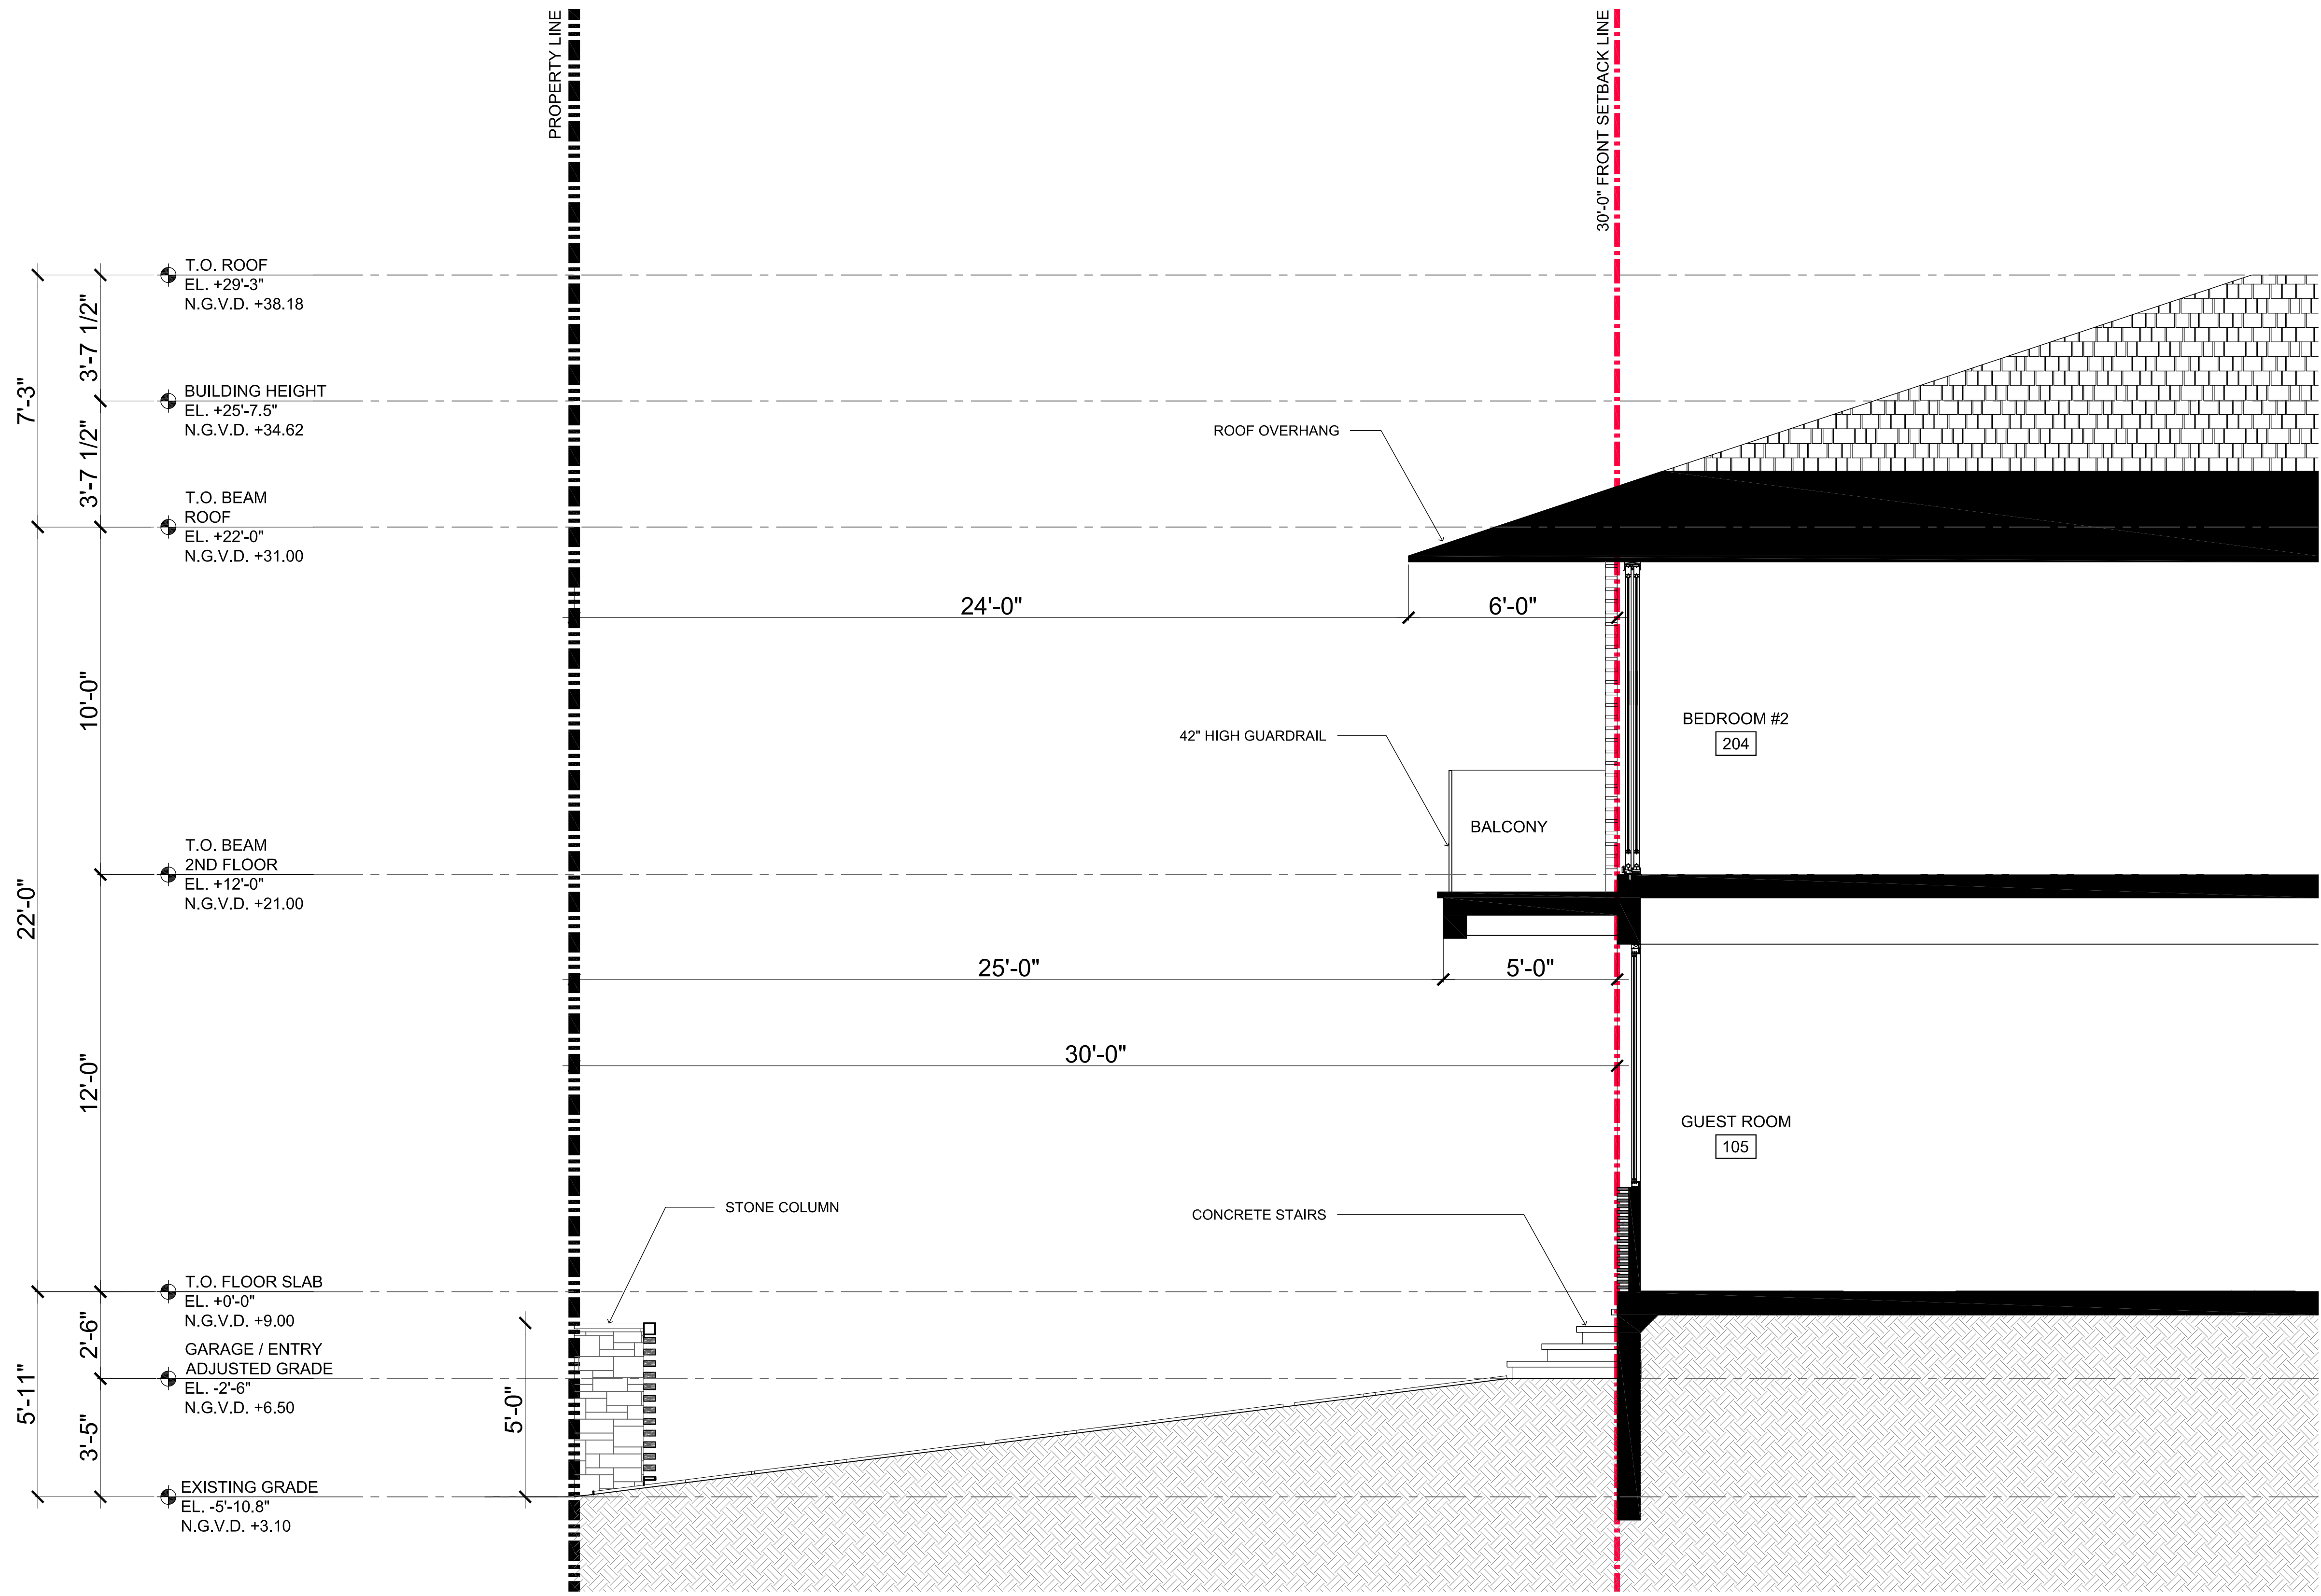 PROPERTY LINE
30'-0" FRONT SETBACK LINE
T.O. ROOF
EL. +29'-3"
N.G.V.D. +38.18
3'-7 1/2"
7'-3"
BUILDING HEIGHT
EL. +25'-7.5"
N.G.V.D. +34.62
ROOF OVERHANG
3'-7 1/2"
T.O. BEAM
ROOF
EL. +22'-0"
N.G.V.D. +31.00
24'-0"
6'-0"
10'-0"
BEDROOM #2
204
42" HIGH GUARDRAIL
BALCONY
T.O. BEAM
2ND FLOOR
EL. +12'-0"
N.G.V.D. +21.00
22'-0"
25'-0"
5'-0"
30'-0"
12'-0"
GUEST ROOM
105
STONE COLUMN
CONCRETE STAIRS
T.O. FLOOR SLAB
EL. +0'-0"
N.G.V.D. +9.00
2'-6"
GARAGE / ENTRY
ADJUSTED GRADE
EL. -2'-6"
N.G.V.D. +6.50
5'-11"
5'-0"
3'-5"
EXISTING GRADE
EL. -5'-10.8"
N.G.V.D. +3.10